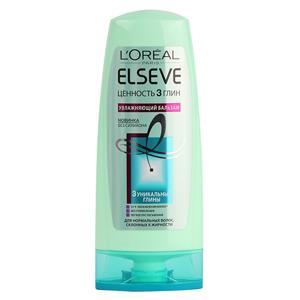 L'ORÉAL
PARIS
ELSEVE
ЦЕННОСТЬ 3 ГЛИН
УВЛАЖНЯЮЩИЙ БАЛЬЗАМ
НОВИНКА
БЕЗ СИЛИКОНА
3 УНИКАЛЬНЫЕ
ГЛИНЫ
ДЛЯ НОРМАЛЬНЫХ ВОЛОС,
СКЛОННЫХ К ЖИРНОСТИ